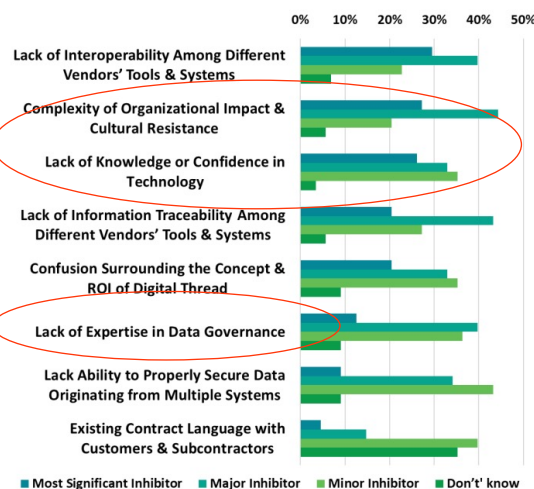 0% 10% 20% 30% 40% 50%
Lack of Interoperability Among Different
Vendors' Tools & Systems
Complexity of Organizational Impact &
Cultural Resistance
Lack of Knowledge or Confidence in
Technology
Lack of Information Traceability Among
Different Vendors' Tools & Systems
Confusion Surrounding the Concept &
ROI of Digital Thread
Lack of Expertise in Data Governance
Lack Ability to Properly Secure Data
Originating from Multiple Systems
Existing Contract Language with
Customers & Subcontractors
Most Significant Inhibitor Major Inhibitor Minor Inhibitor Don't' know